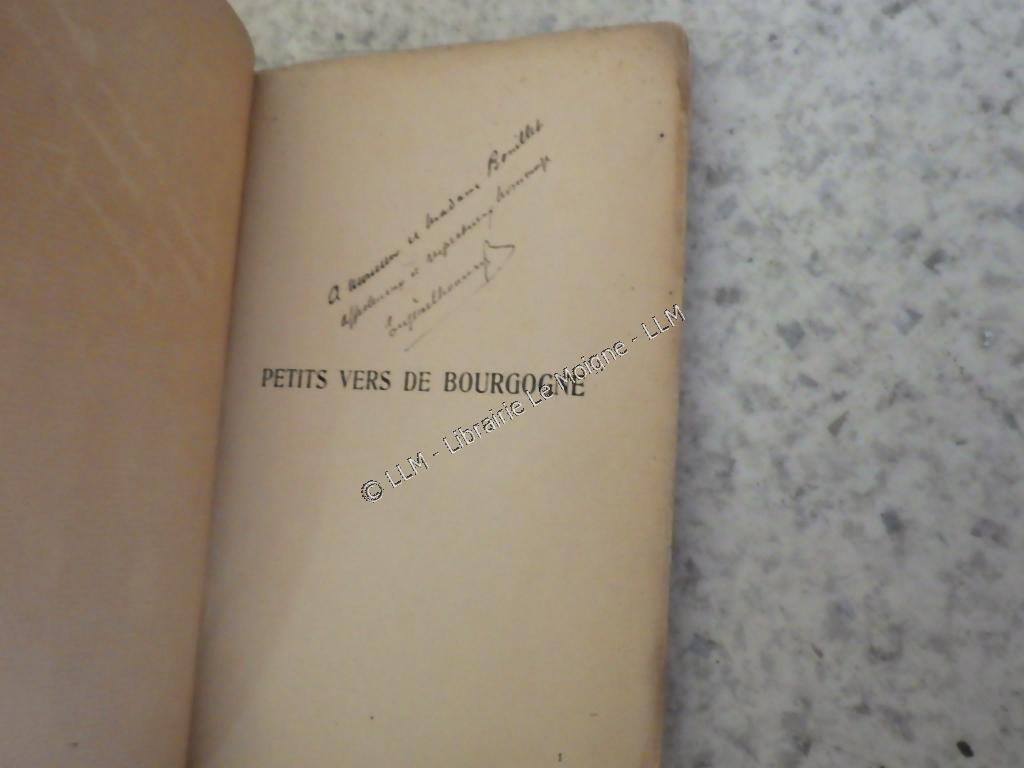 A Monsieur et Madame Bouillet
affectueux et respectueux hommage
PETITS VERS DE BOURGOGNE
© LLM - Librairie Le Moigne - LLM
1